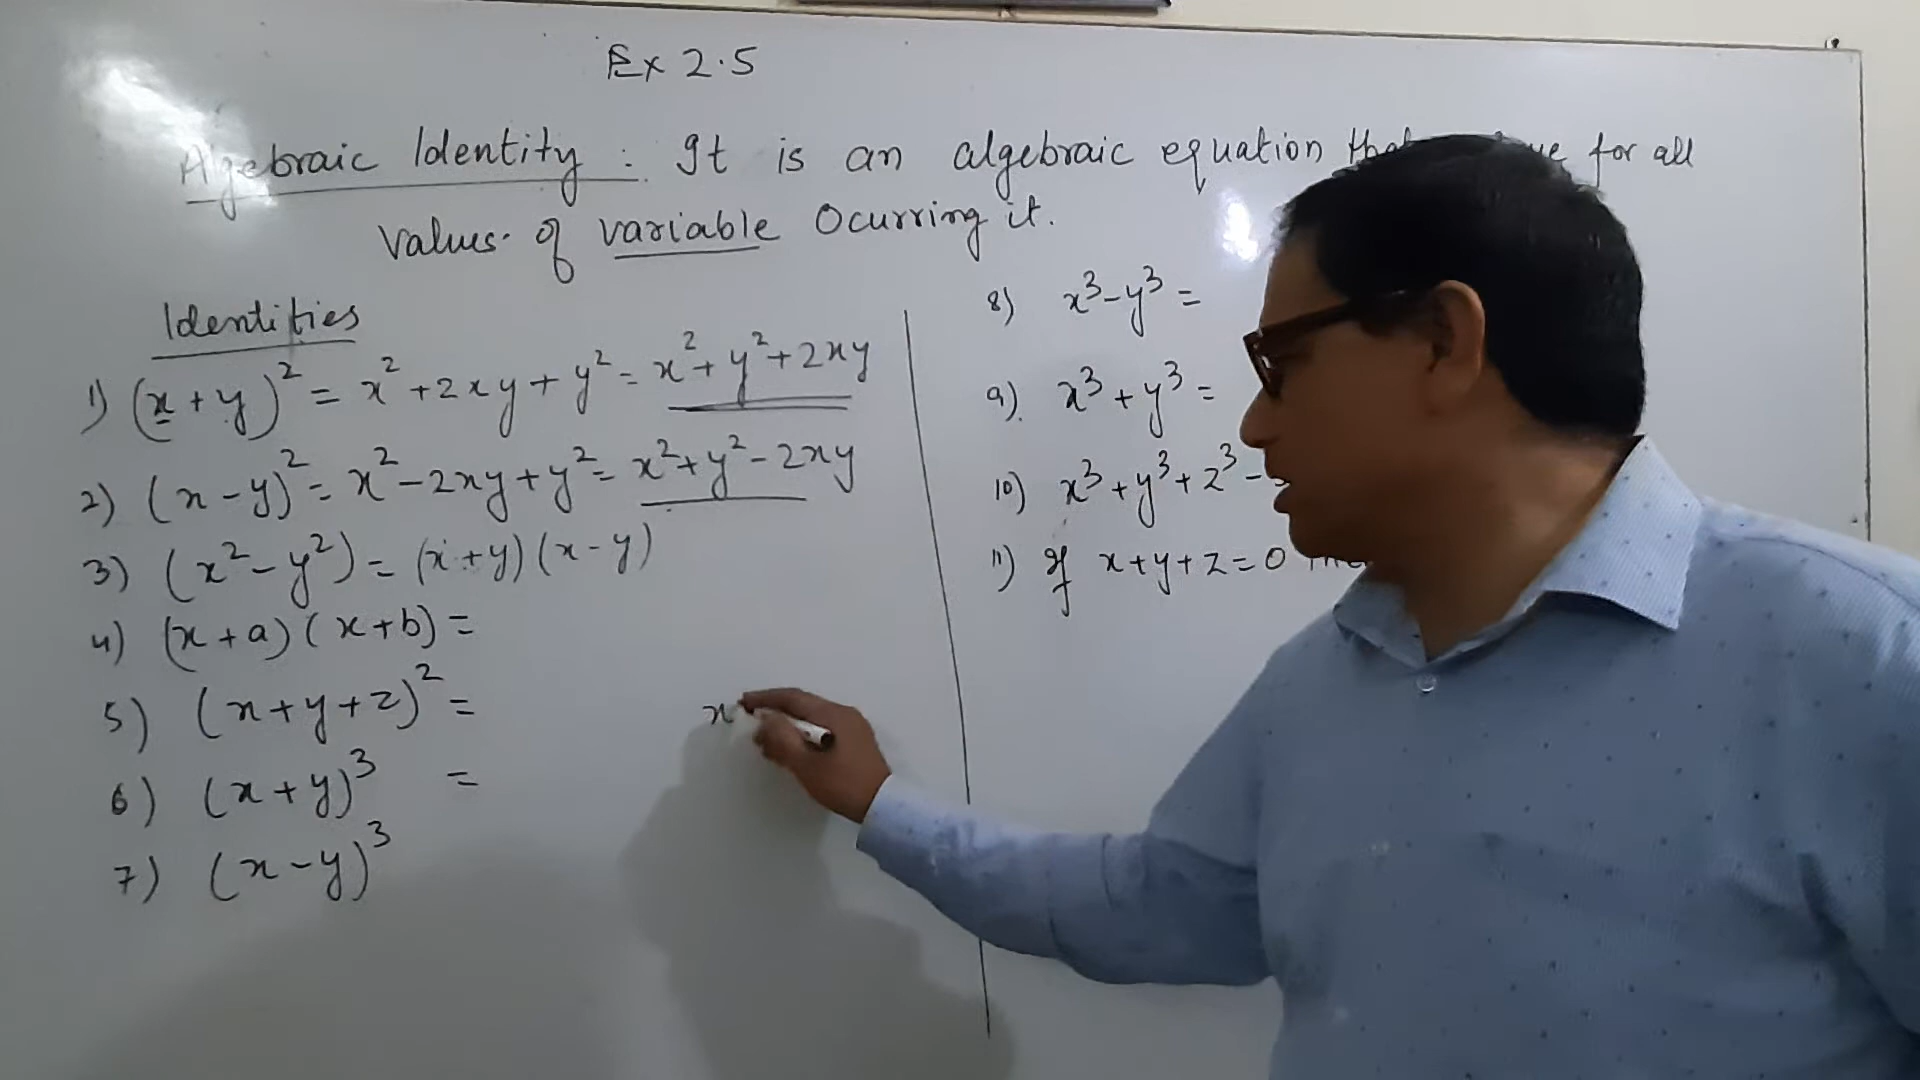 Ex 2.5
Algebraic Identity : It is an algebraic equation for all
Values of variable Ocurring it.
Identities
1) (x + y)² = x² + 2xy + y² = x² + y² + 2xy
2) (x - y)² = x² - 2xy + y² = x² + y² - 2xy
3) (x² - y²) = (x + y) (x - y)
4) (x + a) (x + b) =
5) (x + y + z)² =
6) (x + y)³ =
7) (x - y)³
x
8) x³ - y³ =
9) x³ + y³ =
10) x³ + y³ + z³ -
11) If x + y + z = 0